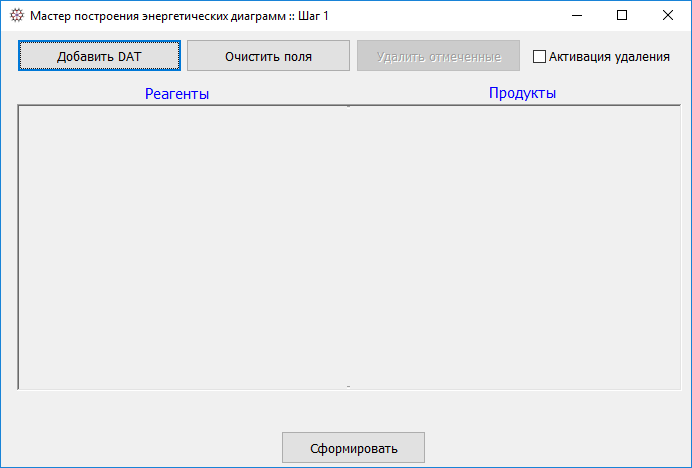 Мастер построения энергетических диаграмм :: Шаг 1
Добавить DAT Очистить поля Удалить отмеченные Активация удаления
Реагенты Продукты
Сформировать